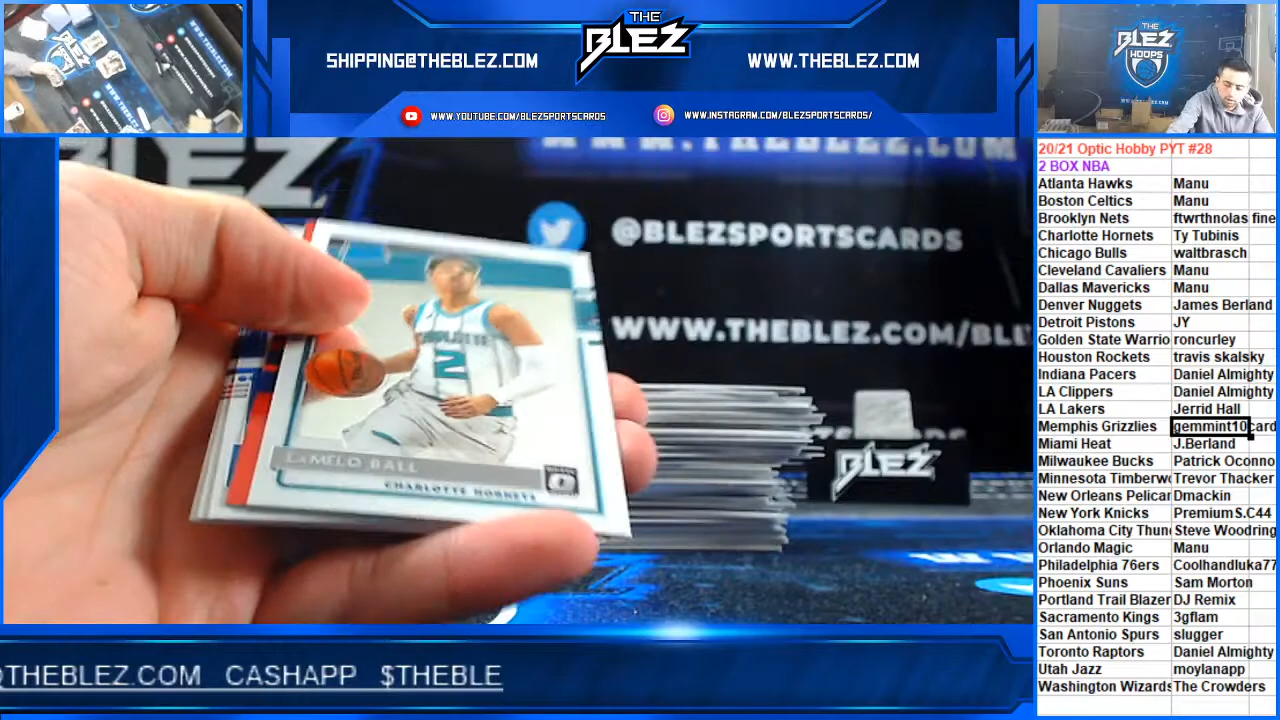 THE
BLEZ
SHIPPING@THEBLEZ.COM
WWW.THEBLEZ.COM
WWW.YOUTUBE.COM/BLEZSPORTSCARDS
WWW.INSTAGRAM.COM/BLEZSPORTSCARDS/
THE
BLEZ
HOOPS
BLEZ
WWW.THEBLEZ.COM
@BLEZSPORTSCARDS
WWW.THEBLEZ.COM/BLE
BLEZ
CHARLOTTE
2
LAMELO BALL
CHARLOTTE HORNETS
@THEBLEZ.COM CASHAPP $THEBLE
20/21 Optic Hobby PYT #28
2 BOX NBA
Atlanta Hawks Manu
Boston Celtics Manu
Brooklyn Nets ftwrthnolas fine
Charlotte Hornets Ty Tubinis
Chicago Bulls waltbrasch
Cleveland Cavaliers Manu
Dallas Mavericks Manu
Denver Nuggets James Berland
Detroit Pistons JY
Golden State Warrio roncurley
Houston Rockets travis skalsky
Indiana Pacers Daniel Almighty
LA Clippers Daniel Almighty
LA Lakers Jerrid Hall
Memphis Grizzlies gemmint10card
Miami Heat J.Berland
Milwaukee Bucks Patrick Oconno
Minnesota Timberwo Trevor Thacker
New Orleans Pelicar Dmackin
New York Knicks PremiumS.C44
Oklahoma City Thun Steve Woodring
Orlando Magic Manu
Philadelphia 76ers Coolhandluka77
Phoenix Suns Sam Morton
Portland Trail Blazer DJ Remix
Sacramento Kings 3gflam
San Antonio Spurs slugger
Toronto Raptors Daniel Almighty
Utah Jazz moylanapp
Washington Wizards The Crowders